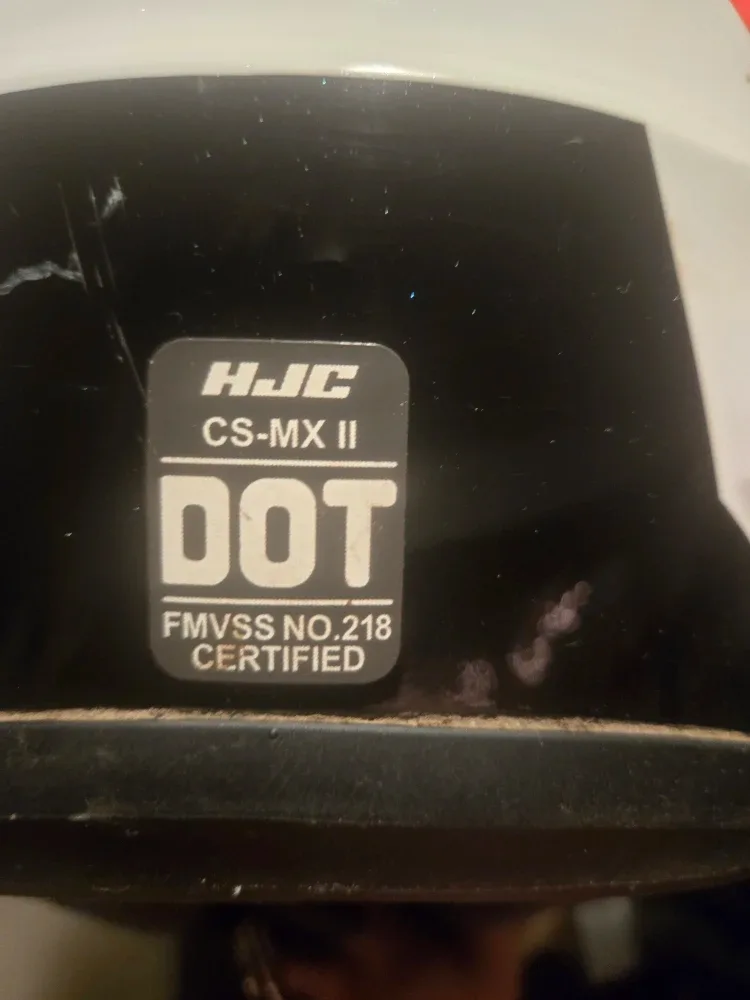 HJC
CS-MX II
DOT
FMVSS NO.218
CERTIFIED